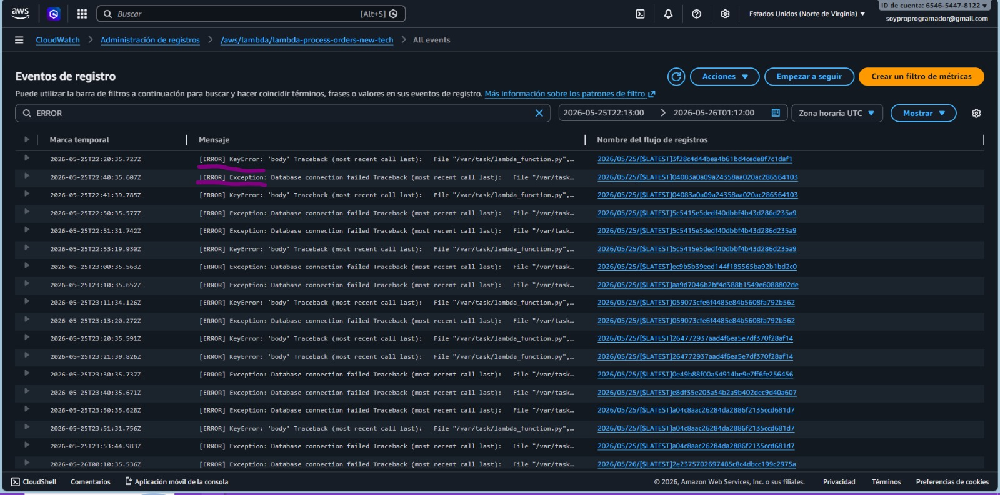 aws
Buscar [Alt+S]
Estados Unidos (Norte de Virginia)
ID de cuenta: 6546-5447-8122
soyproprogramador@gmail.com
CloudWatch
Administración de registros
/aws/lambda/lambda-process-orders-new-tech
All events
Eventos de registro
Acciones
Empezar a seguir
Crear un filtro de métricas
Puede utilizar la barra de filtros a continuación para buscar y hacer coincidir términos, frases o valores en sus eventos de registro. Más información sobre los patrones de filtro
ERROR
2026-05-25T22:13:00
2026-05-26T01:12:00
Zona horaria UTC
Mostrar
Marca temporal Mensaje Nombre del flujo de registros
2026-05-25T22:20:35.727Z [ERROR] KeyError: 'body' Traceback (most recent call last): File "/var/task/lambda_function.py",… 2026/05/25/[$LATEST]3f28c4d44bea4b61bd4cede8f7c1daf1
2026-05-25T22:40:35.607Z [ERROR] Exception: Database connection failed Traceback (most recent call last): File "/var/task… 2026/05/25/[$LATEST]04083a0a09a24358aa020ac286564103
2026-05-25T22:41:39.785Z [ERROR] KeyError: 'body' Traceback (most recent call last): File "/var/task/lambda_function.py",… 2026/05/25/[$LATEST]04083a0a09a24358aa020ac286564103
2026-05-25T22:50:35.577Z [ERROR] Exception: Database connection failed Traceback (most recent call last): File "/var/task… 2026/05/25/[$LATEST]5c5415e5dedf40dbbf4b43d286d235a9
2026-05-25T22:51:31.742Z [ERROR] Exception: Database connection failed Traceback (most recent call last): File "/var/task… 2026/05/25/[$LATEST]5c5415e5dedf40dbbf4b43d286d235a9
2026-05-25T22:53:19.930Z [ERROR] KeyError: 'body' Traceback (most recent call last): File "/var/task/lambda_function.py",… 2026/05/25/[$LATEST]5c5415e5dedf40dbbf4b43d286d235a9
2026-05-25T23:00:35.563Z [ERROR] Exception: Database connection failed Traceback (most recent call last): File "/var/task… 2026/05/25/[$LATEST]ec9b5b39eed144f185565ba92b1bd2c0
2026-05-25T23:10:35.652Z [ERROR] Exception: Database connection failed Traceback (most recent call last): File "/var/task… 2026/05/25/[$LATEST]aa9d7046b2bf4d388b1549e6088802de
2026-05-25T23:11:34.126Z [ERROR] KeyError: 'body' Traceback (most recent call last): File "/var/task/lambda_function.py",… 2026/05/25/[$LATEST]059073cfe6f4485e84b5608fa792b562
2026-05-25T23:13:20.272Z [ERROR] Exception: Database connection failed Traceback (most recent call last): File "/var/task… 2026/05/25/[$LATEST]059073cfe6f4485e84b5608fa792b562
2026-05-25T23:20:35.591Z [ERROR] KeyError: 'body' Traceback (most recent call last): File "/var/task/lambda_function.py",… 2026/05/25/[$LATEST]264772937aad4f6ea5e7df370f28af14
2026-05-25T23:21:39.826Z [ERROR] KeyError: 'body' Traceback (most recent call last): File "/var/task/lambda_function.py",… 2026/05/25/[$LATEST]264772937aad4f6ea5e7df370f28af14
2026-05-25T23:30:35.737Z [ERROR] Exception: Database connection failed Traceback (most recent call last): File "/var/task… 2026/05/25/[$LATEST]0e49b88f00a54914be9e7ff6fe256456
2026-05-25T23:40:35.671Z [ERROR] Exception: Database connection failed Traceback (most recent call last): File "/var/task… 2026/05/25/[$LATEST]e8df35e203a54b2a9b402dec9d40a607
2026-05-25T23:50:35.628Z [ERROR] Exception: Database connection failed Traceback (most recent call last): File "/var/task… 2026/05/25/[$LATEST]a04c8aac26284da2886f2135ccd681d7
2026-05-25T23:51:31.756Z [ERROR] KeyError: 'body' Traceback (most recent call last): File "/var/task/lambda_function.py",… 2026/05/25/[$LATEST]a04c8aac26284da2886f2135ccd681d7
2026-05-25T23:53:44.983Z [ERROR] Exception: Database connection failed Traceback (most recent call last): File "/var/task… 2026/05/25/[$LATEST]a04c8aac26284da2886f2135ccd681d7
2026-05-26T00:10:35.536Z [ERROR] Exception: Database connection failed Traceback (most recent call last): File "/var/task… 2026/05/26/[$LATEST]2e2375702697485c8c4dbcc199c2975a
CloudShell Comentarios Aplicación móvil de la consola © 2026, Amazon Web Services, Inc. o sus filiales. Privacidad Términos Preferencias de cookies